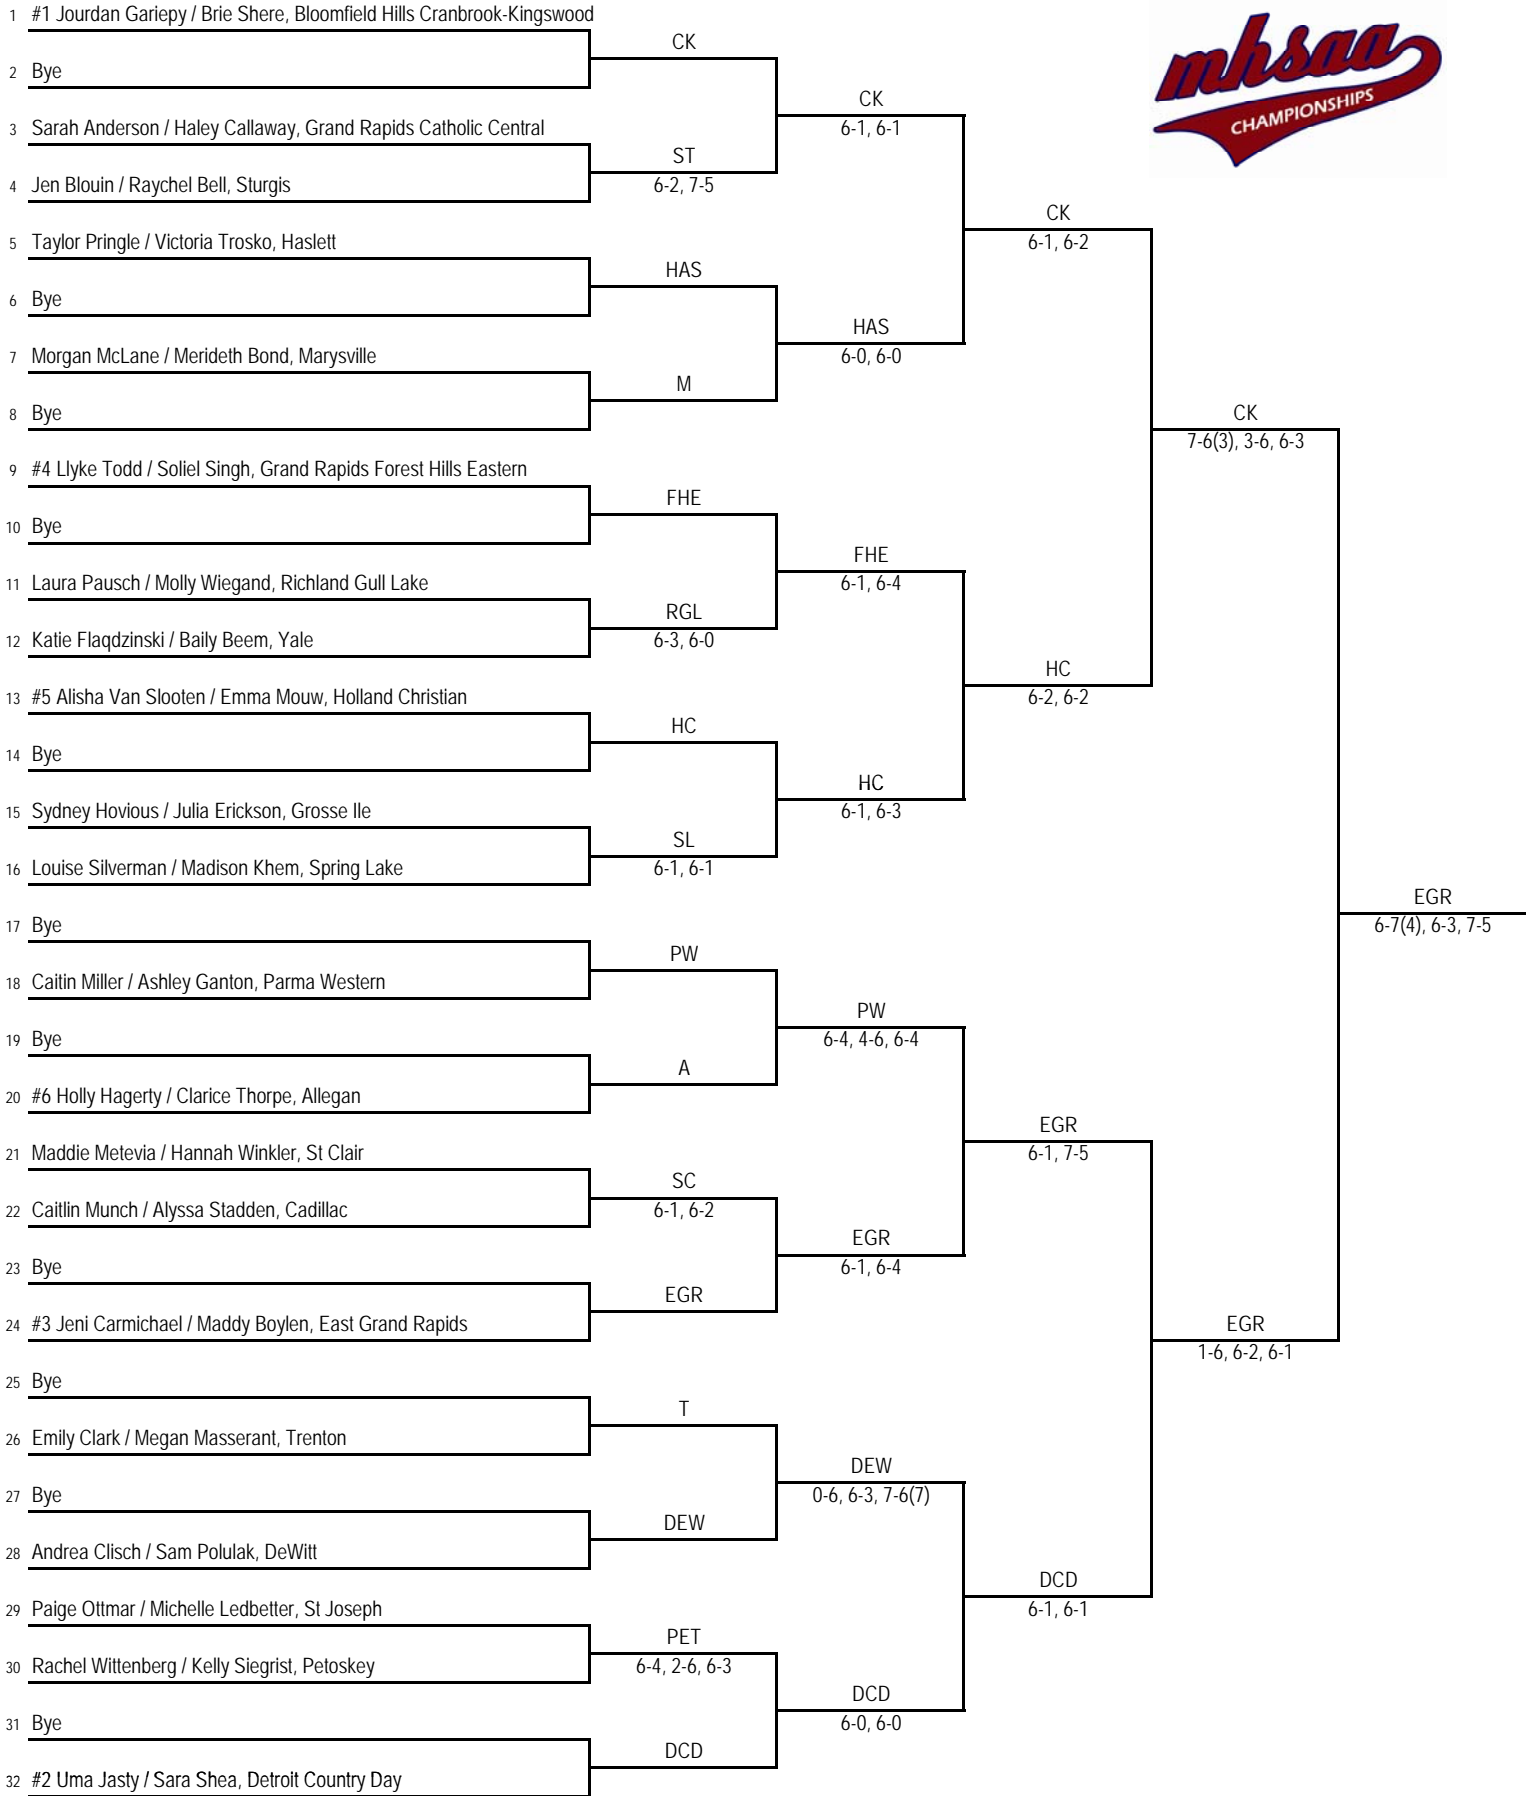 1 #1 Jourdan Gariepy / Brie Shere, Bloomfield Hills Cranbrook-Kingswood
mhsaa
CHAMPIONSHIPS
CK
2 Bye
CK
6-1, 6-1
3 Sarah Anderson / Haley Callaway, Grand Rapids Catholic Central
ST
6-2, 7-5
4 Jen Blouin / Raychel Bell, Sturgis
CK
6-1, 6-2
5 Taylor Pringle / Victoria Trosko, Haslett
HAS
6 Bye
HAS
6-0, 6-0
7 Morgan McLane / Merideth Bond, Marysville
M
8 Bye
CK
7-6(3), 3-6, 6-3
9 #4 Llyke Todd / Soliel Singh, Grand Rapids Forest Hills Eastern
FHE
10 Bye
FHE
6-1, 6-4
11 Laura Pausch / Molly Wiegand, Richland Gull Lake
RGL
6-3, 6-0
12 Katie Flaqdzinski / Baily Beem, Yale
HC
6-2, 6-2
13 #5 Alisha Van Slooten / Emma Mouw, Holland Christian
HC
14 Bye
HC
6-1, 6-3
15 Sydney Hovious / Julia Erickson, Grosse Ile
SL
6-1, 6-1
16 Louise Silverman / Madison Khem, Spring Lake
EGR
6-7(4), 6-3, 7-5
17 Bye
PW
18 Caitin Miller / Ashley Ganton, Parma Western
PW
6-4, 4-6, 6-4
19 Bye
A
20 #6 Holly Hagerty / Clarice Thorpe, Allegan
EGR
6-1, 7-5
21 Maddie Metevia / Hannah Winkler, St Clair
SC
6-1, 6-2
22 Caitlin Munch / Alyssa Stadden, Cadillac
EGR
6-1, 6-4
23 Bye
EGR
24 #3 Jeni Carmichael / Maddy Boylen, East Grand Rapids
EGR
1-6, 6-2, 6-1
25 Bye
T
26 Emily Clark / Megan Masserant, Trenton
DEW
0-6, 6-3, 7-6(7)
27 Bye
DEW
28 Andrea Clisch / Sam Polulak, DeWitt
DCD
6-1, 6-1
29 Paige Ottmar / Michelle Ledbetter, St Joseph
PET
6-4, 2-6, 6-3
30 Rachel Wittenberg / Kelly Siegrist, Petoskey
DCD
6-0, 6-0
31 Bye
DCD
32 #2 Uma Jasty / Sara Shea, Detroit Country Day